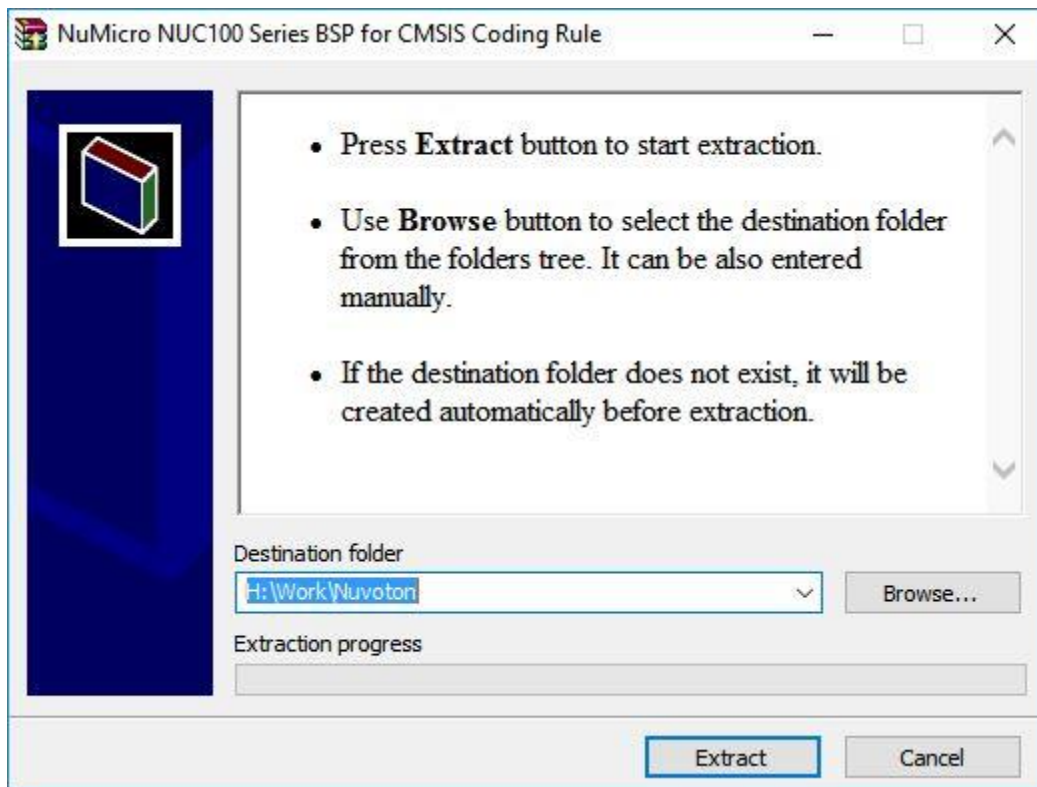 NuMicro NUC100 Series BSP for CMSIS Coding Rule
• Press Extract button to start extraction.
• Use Browse button to select the destination folder
from the folders tree. It can be also entered
manually.
• If the destination folder does not exist, it will be
created automatically before extraction.
Destination folder
H:\Work\Nuvoton
Browse...
Extraction progress
Extract
Cancel